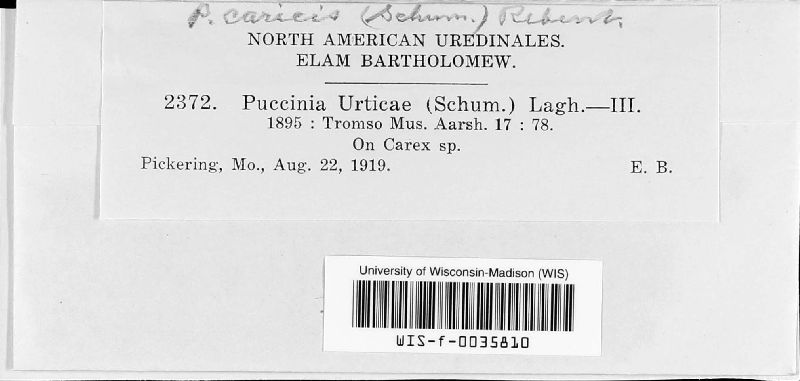 P. caricis (Schum.) Rebent.
NORTH AMERICAN UREDINALES.
ELAM BARTHOLOMEW.
2372. Puccinia Urticae (Schum.) Lagh.—III.
1895 : Tromso Mus. Aarsh. 17 : 78.
On Carex sp.
Pickering, Mo., Aug. 22, 1919. E. B.
University of Wisconsin-Madison (WIS)
WIS-f-0035810